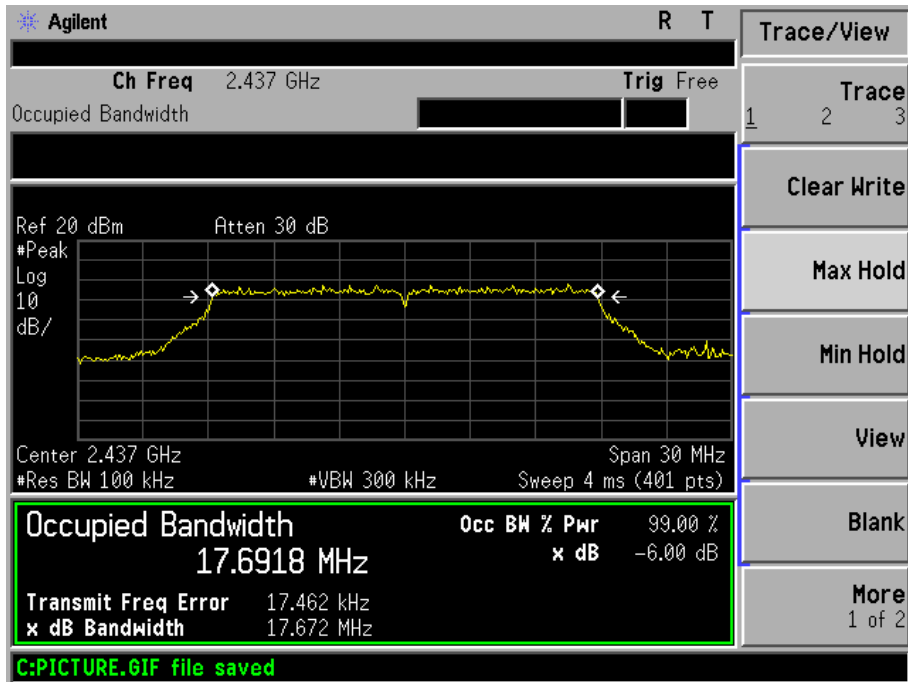 Agilent R T
Trace/View
Ch Freq 2.437 GHz Trig Free
Occupied Bandwidth
Trace
1 2 3
Clear Write
Max Hold
Min Hold
View
Blank
More
1 of 2
Ref 20 dBm Atten 30 dB
#Peak
Log
10
dB/
Center 2.437 GHz Span 30 MHz
#Res BW 100 kHz #VBW 300 kHz Sweep 4 ms (401 pts)
Occupied Bandwidth Occ BW % Pwr 99.00 %
17.6918 MHz x dB -6.00 dB
Transmit Freq Error 17.462 kHz
x dB Bandwidth 17.672 MHz
C:PICTURE.GIF file saved